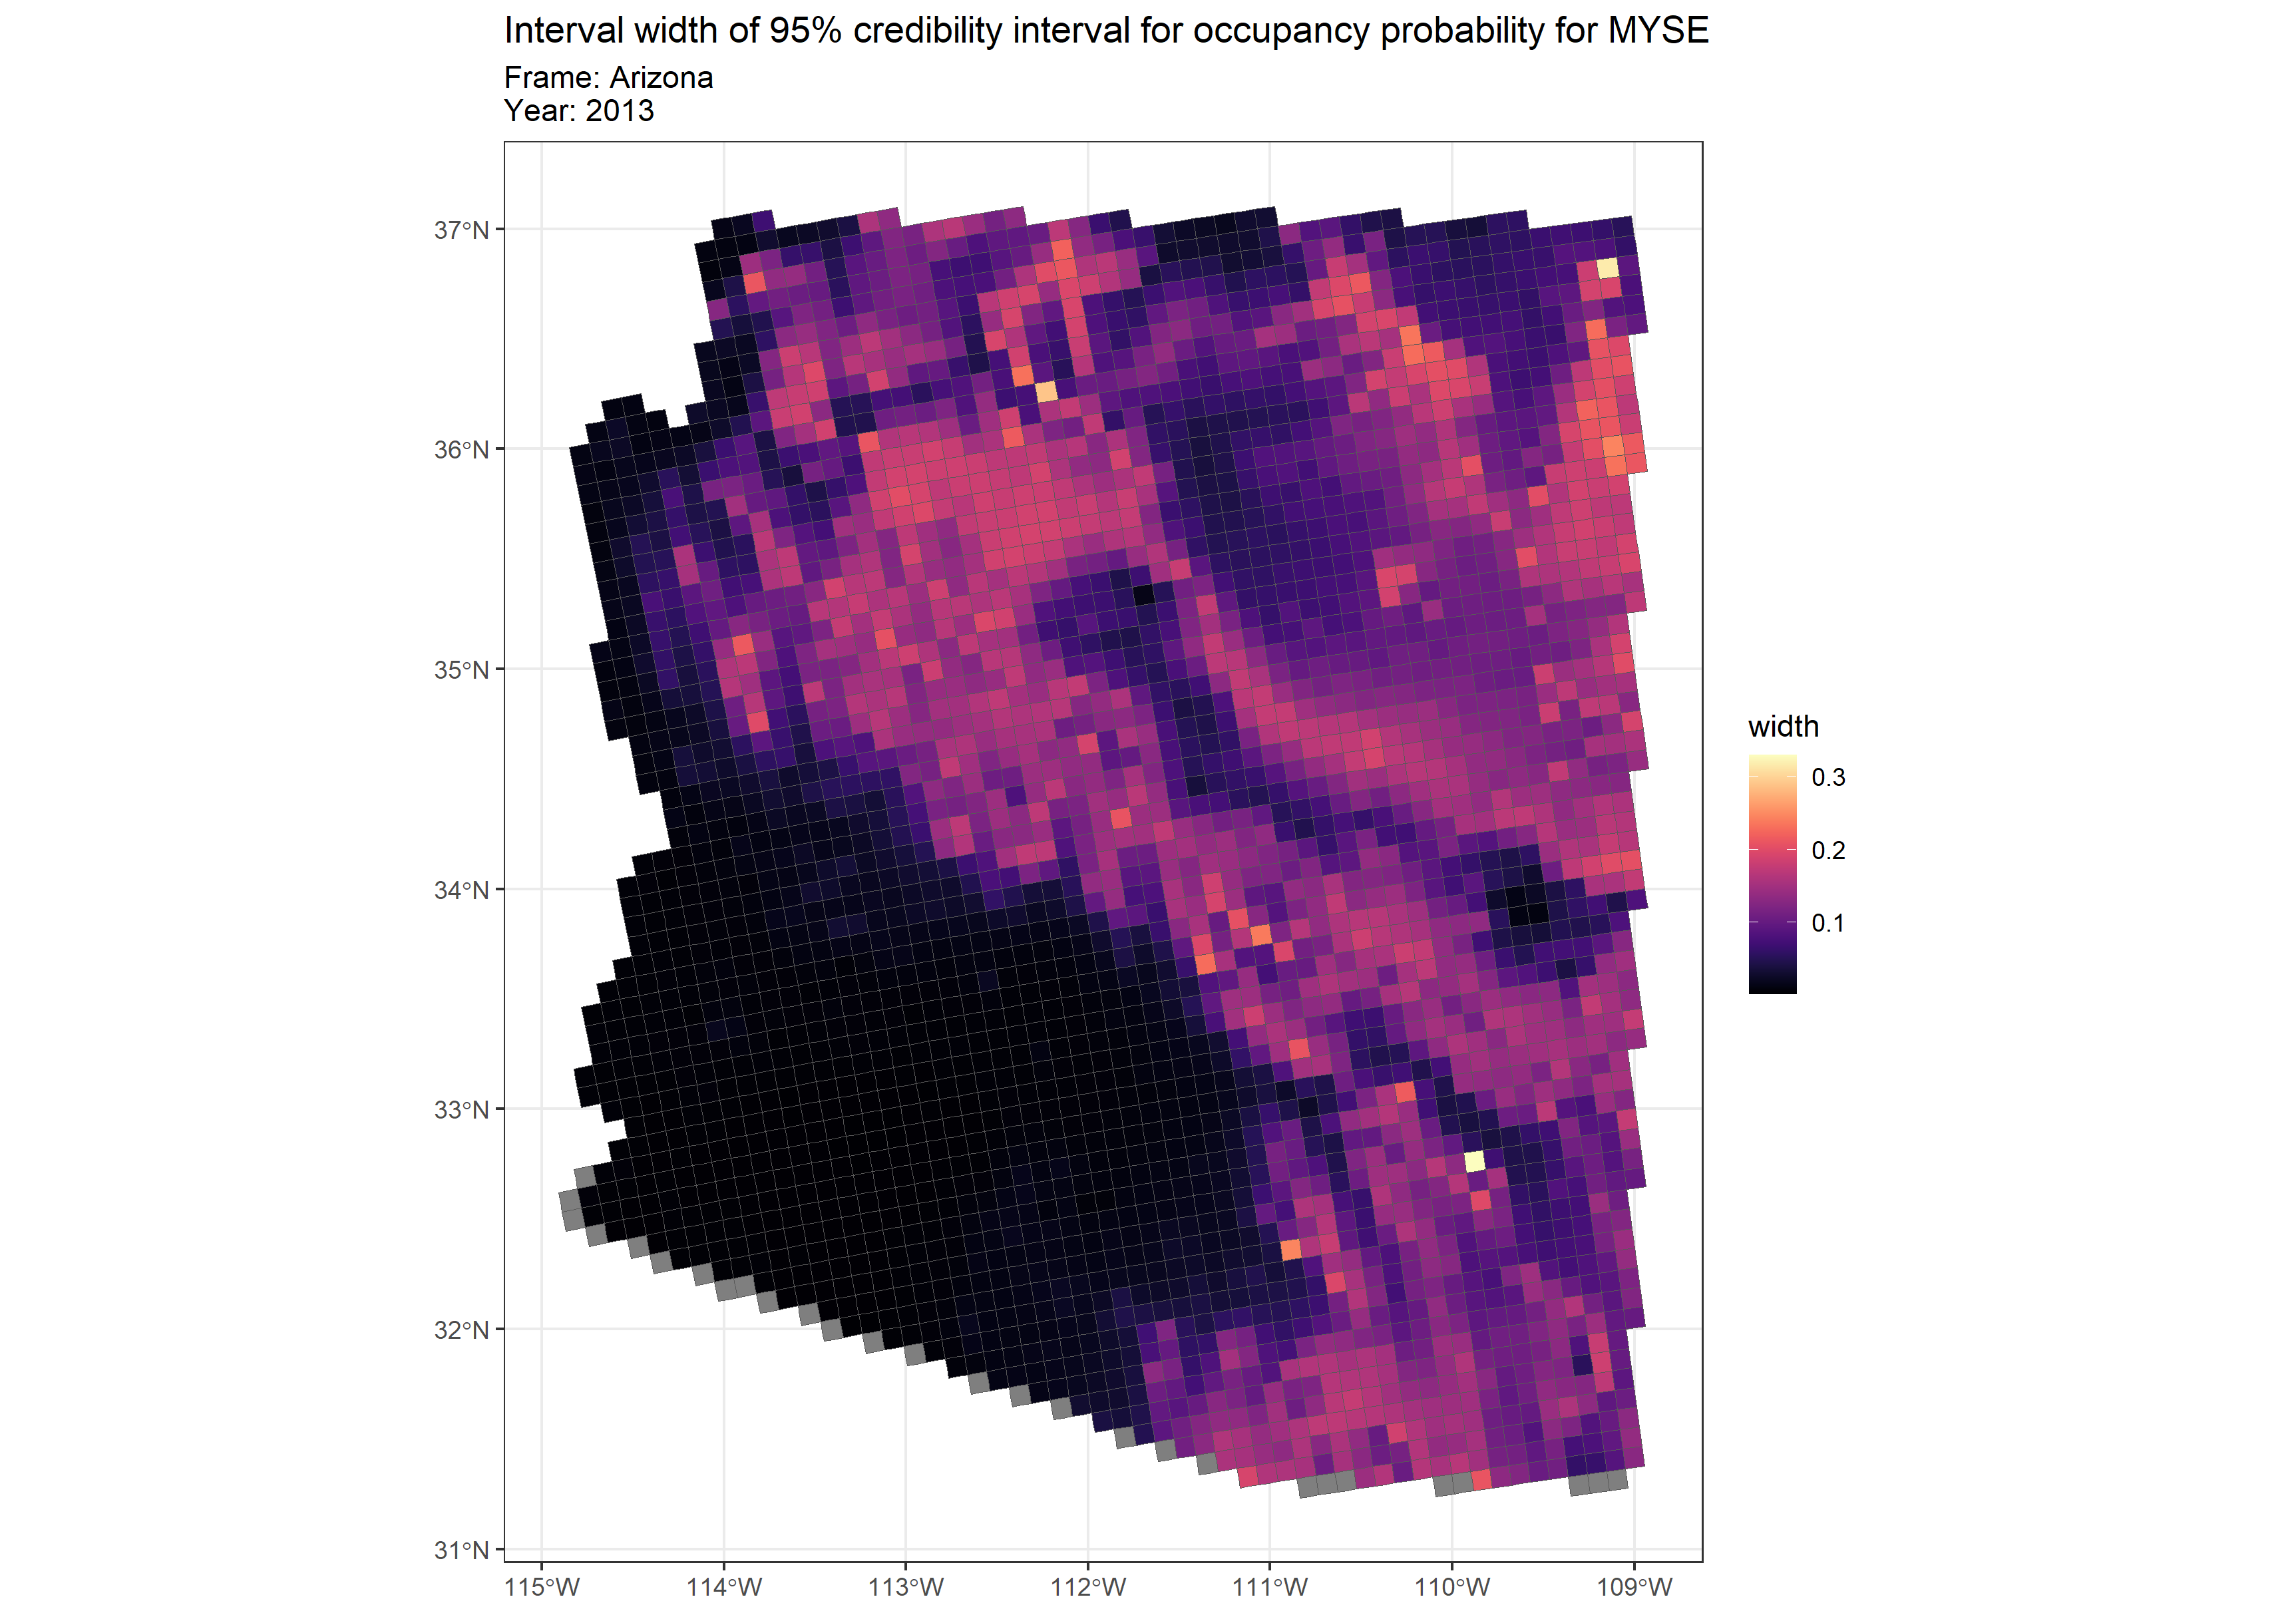 Interval width of 95% credibility interval for occupancy probability for MYSE
Frame: Arizona
Year: 2013
37°N
36°N
35°N
34°N
33°N
32°N
31°N
115°W
114°W
113°W
112°W
111°W
110°W
109°W
width
0.3
0.2
0.1